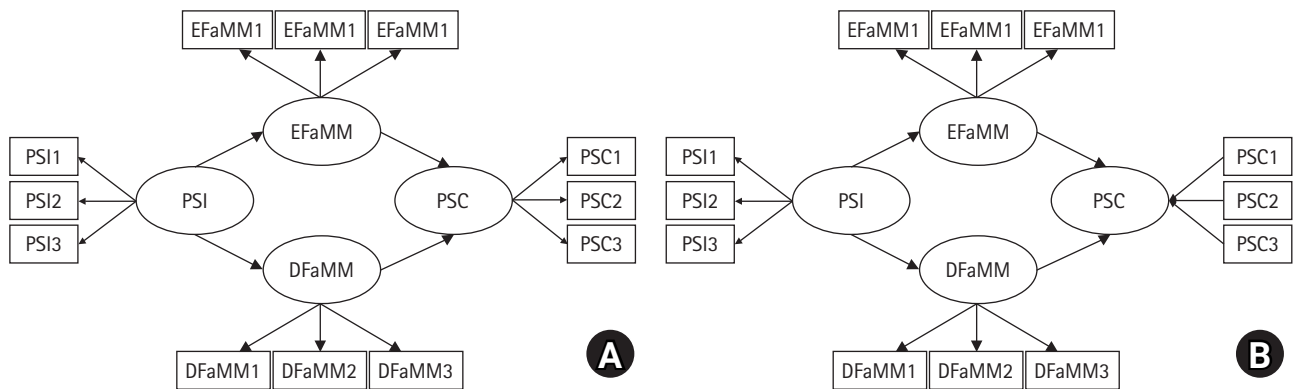 EFaMM1 EFaMM1 EFaMM1
EFaMM
PSI1
PSI2
PSI3
PSI
PSC
PSC1
PSC2
PSC3
DFaMM
DFaMM1 DFaMM2 DFaMM3
A
EFaMM1 EFaMM1 EFaMM1
EFaMM
PSI1
PSI2
PSI3
PSI
PSC
PSC1
PSC2
PSC3
DFaMM
DFaMM1 DFaMM2 DFaMM3
B